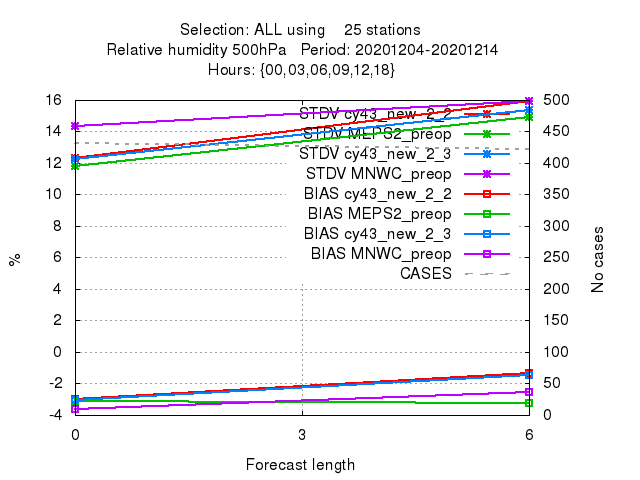 Selection: ALL using 25 stations
Relative humidity 500hPa Period: 20201204-20201214
Hours: {00,03,06,09,12,18}
16 500
STDV cy43_new_2_2
14 450
STDV MEPS2_preop
STDV cy43_new_2_3
12 400
STDV MNWC_preop
10 350
BIAS cy43_new_2_2
BIAS MEPS2_preop
8 300
BIAS cy43_new_2_3
6 250
BIAS MNWC_preop
% No cases
CASES
4 200
2 150
0 100
-2 50
-4 0
0 3 6
Forecast length